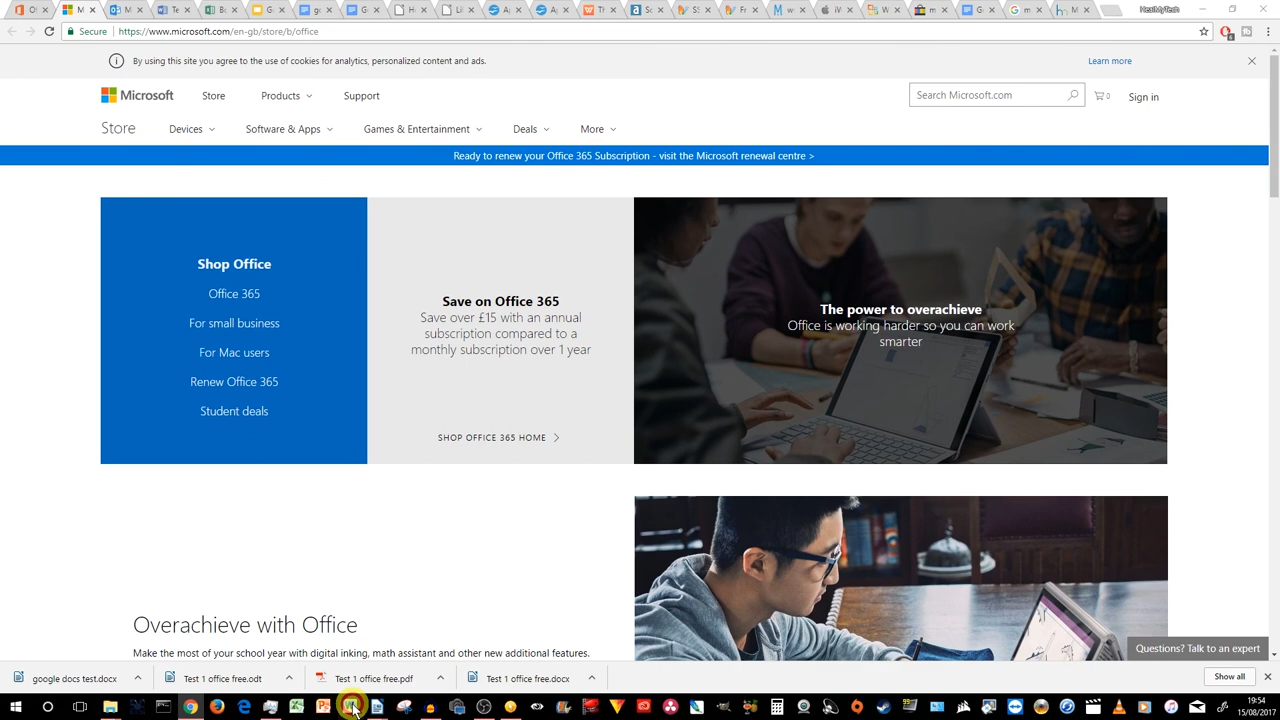 HeatMyTech
Secure
https://www.microsoft.com/en-gb/store/b/office
By using this site you agree to the use of cookies for analytics, personalized content and ads.
Learn more
Microsoft
Store
Products
Support
Search Microsoft.com
0
Sign in
Store
Devices
Software & Apps
Games & Entertainment
Deals
More
Ready to renew your Office 365 Subscription - visit the Microsoft renewal centre >
Shop Office
Office 365
For small business
For Mac users
Renew Office 365
Student deals
Save on Office 365
Save over £15 with an annual
subscription compared to a
monthly subscription over 1 year
SHOP OFFICE 365 HOME
The power to overachieve
Office is working harder so you can work
smarter
Overachieve with Office
Make the most of your school year with digital inking, math assistant and other new additional features.
Questions? Talk to an expert
google docs test.docx
Test 1 office free.odt
Test 1 office free.pdf
Test 1 office free.docx
Show all
19:54
15/08/2017